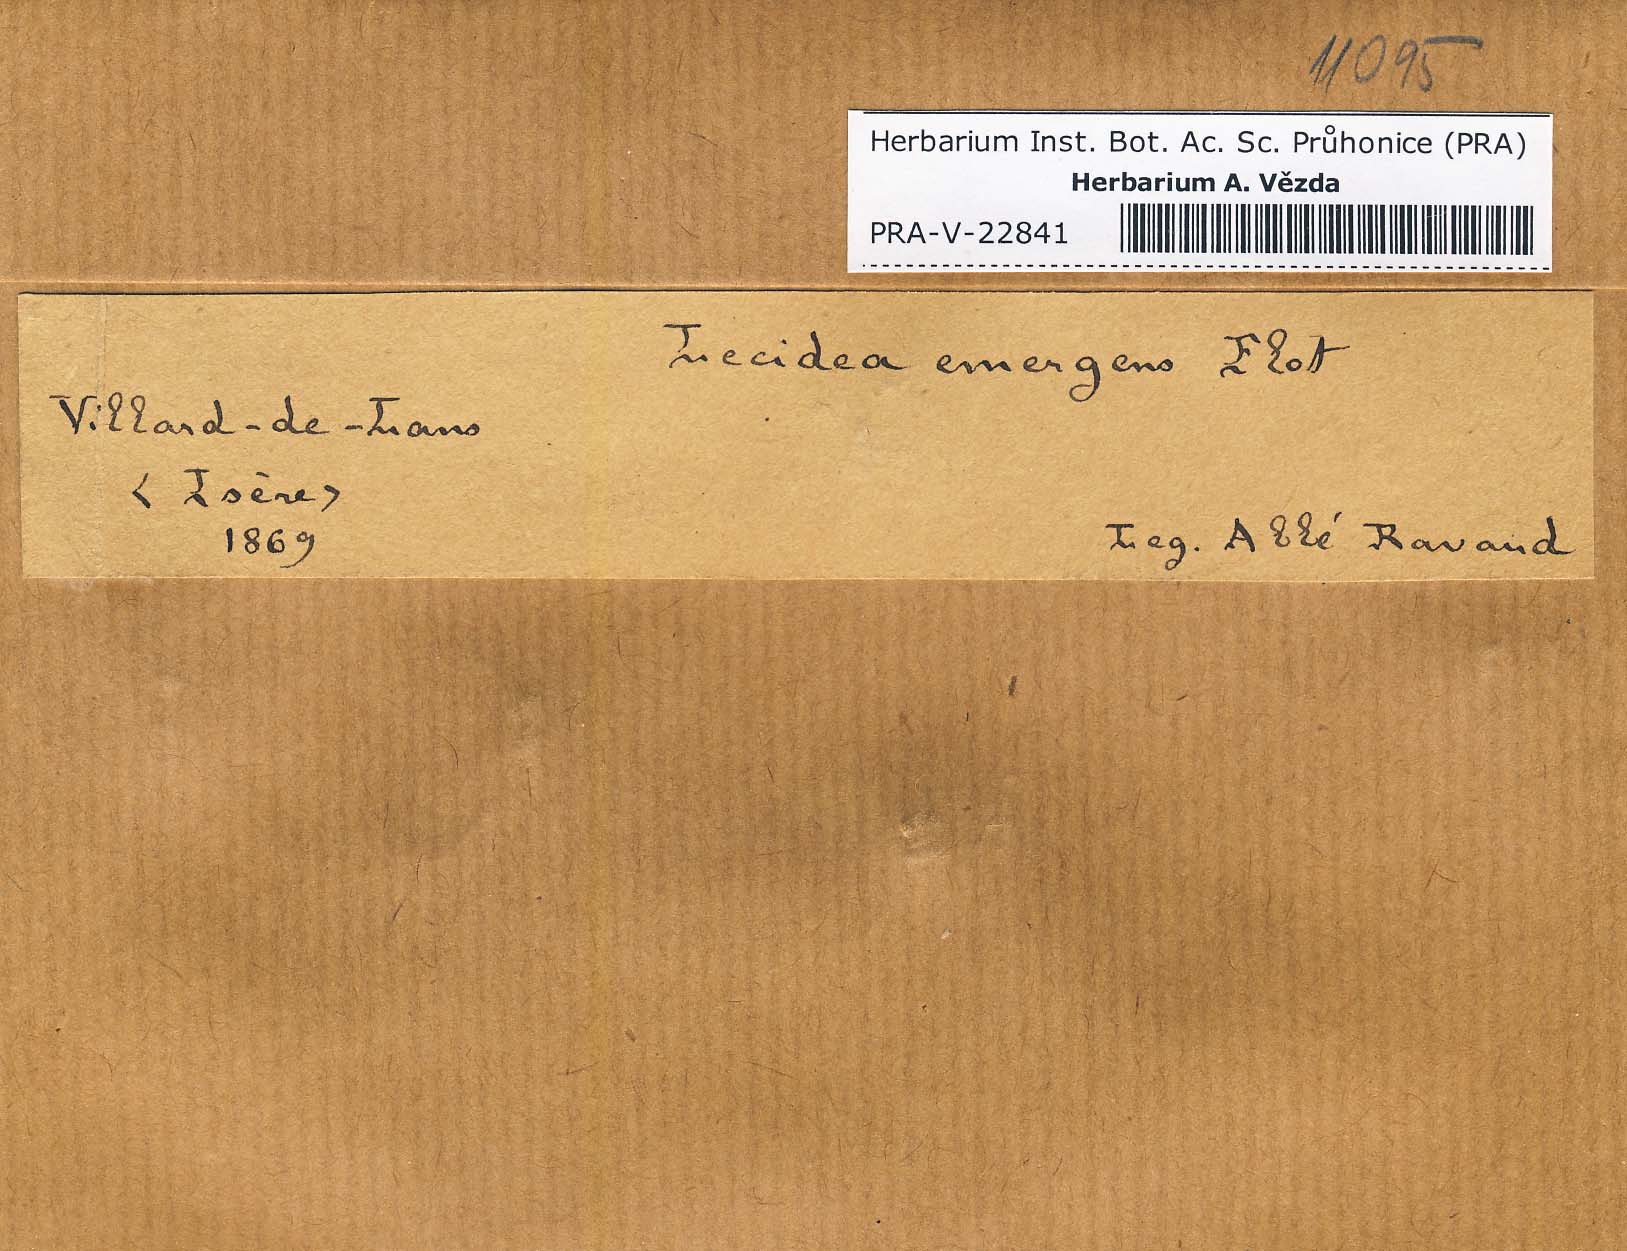 11095
Herbarium Inst. Bot. Ac. Sc. Průhonice (PRA)
Herbarium A. Vězda
PRA-V-22841
Lecidea emergens Flot
Villard-de-Lans
(Isère)
1869
Leg. Abbé Ravaud